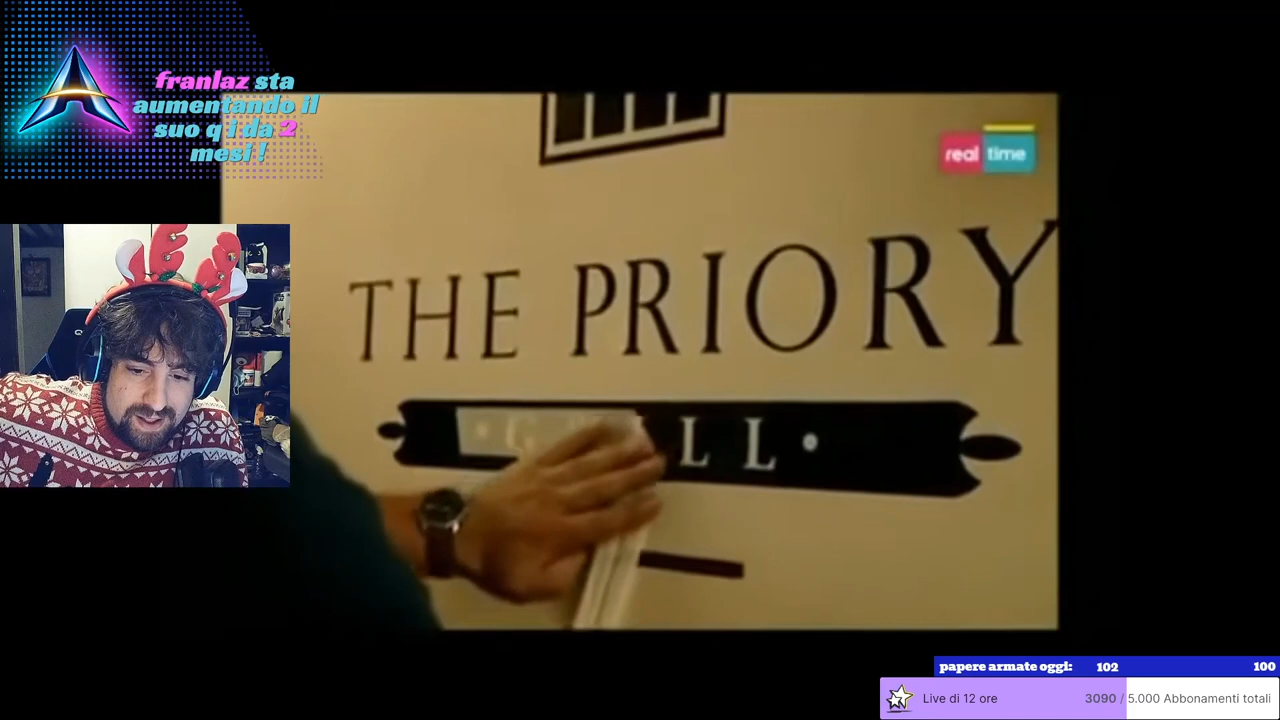 franlaz sta
aumentando il
suo q i da 2
mesi !
real time
THE PRIORY
LL
papere armate oggi: 102 100
Live di 12 ore 3090 / 5.000 Abbonamenti totali